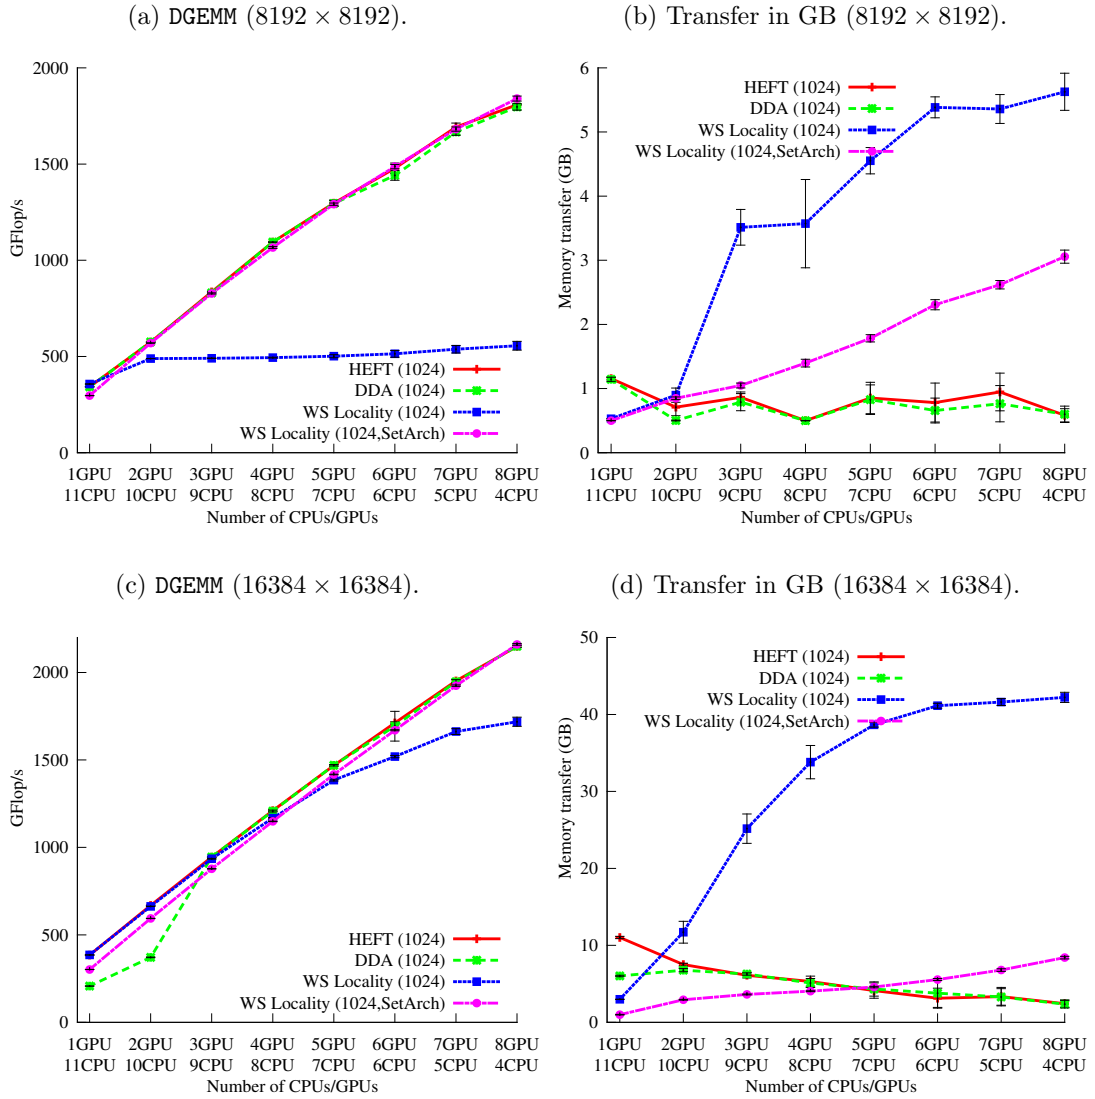 (a) DGEMM (8192 × 8192).
2000
1500
1000
500
0
GFlop/s
HEFT (1024)
DDA (1024)
WS Locality (1024)
WS Locality (1024,SetArch)
1GPU 2GPU 3GPU 4GPU 5GPU 6GPU 7GPU 8GPU
11CPU 10CPU 9CPU 8CPU 7CPU 6CPU 5CPU 4CPU
Number of CPUs/GPUs
(b) Transfer in GB (8192 × 8192).
6
5
4
3
2
1
0
Memory transfer (GB)
HEFT (1024)
DDA (1024)
WS Locality (1024)
WS Locality (1024,SetArch)
1GPU 2GPU 3GPU 4GPU 5GPU 6GPU 7GPU 8GPU
11CPU 10CPU 9CPU 8CPU 7CPU 6CPU 5CPU 4CPU
Number of CPUs/GPUs
(c) DGEMM (16384 × 16384).
2000
1500
1000
500
0
GFlop/s
HEFT (1024)
DDA (1024)
WS Locality (1024)
WS Locality (1024,SetArch)
1GPU 2GPU 3GPU 4GPU 5GPU 6GPU 7GPU 8GPU
11CPU 10CPU 9CPU 8CPU 7CPU 6CPU 5CPU 4CPU
Number of CPUs/GPUs
(d) Transfer in GB (16384 × 16384).
50
40
30
20
10
0
Memory transfer (GB)
HEFT (1024)
DDA (1024)
WS Locality (1024)
WS Locality (1024,SetArch)
1GPU 2GPU 3GPU 4GPU 5GPU 6GPU 7GPU 8GPU
11CPU 10CPU 9CPU 8CPU 7CPU 6CPU 5CPU 4CPU
Number of CPUs/GPUs